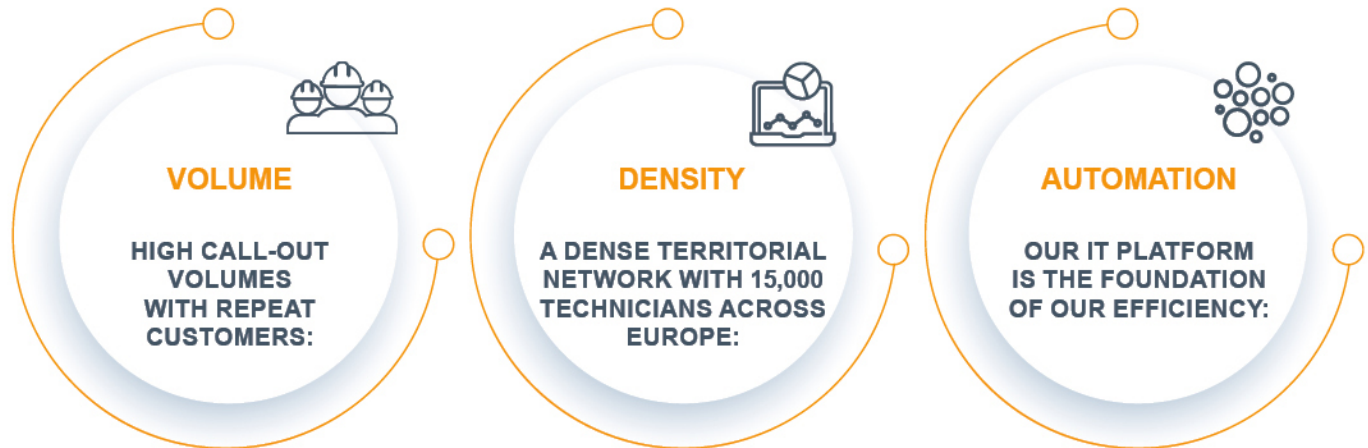 VOLUME
HIGH CALL-OUT
VOLUMES
WITH REPEAT
CUSTOMERS:
DENSITY
A DENSE TERRITORIAL
NETWORK WITH 15,000
TECHNICIANS ACROSS
EUROPE:
AUTOMATION
OUR IT PLATFORM
IS THE FOUNDATION
OF OUR EFFICIENCY: